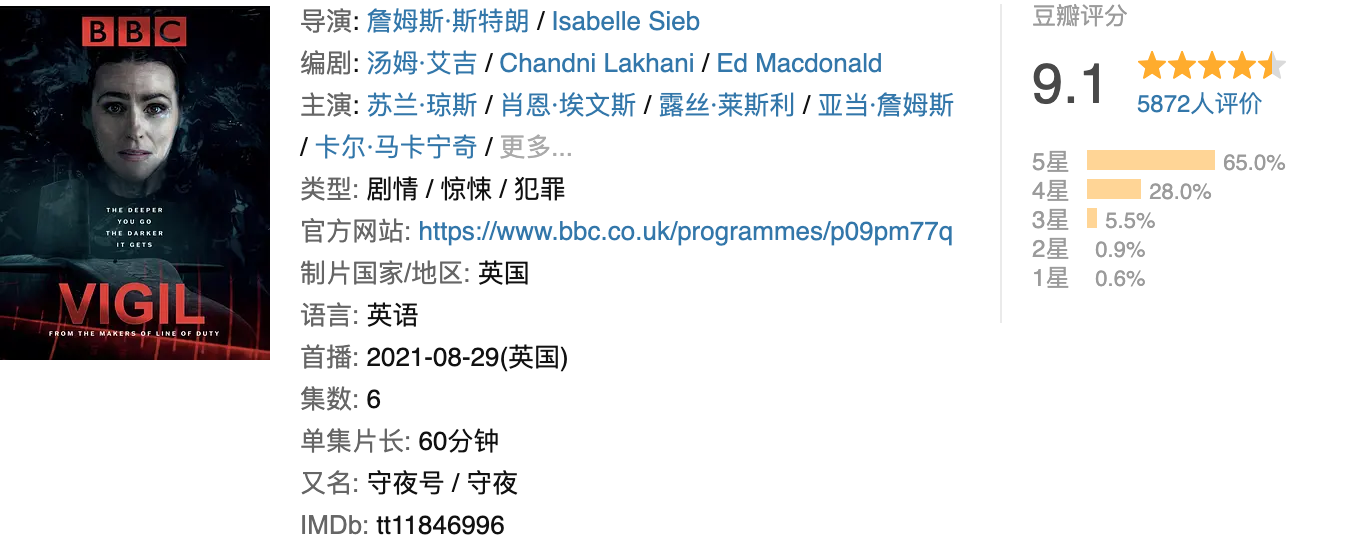 BBC
THE DEEPER
YOU GO
THE DARKER
IT GETS
VIGIL
FROM THE MAKERS OF LINE OF DUTY
导演: 詹姆斯·斯特朗 / Isabelle Sieb
编剧: 汤姆·艾吉 / Chandni Lakhani / Ed Macdonald
主演: 苏兰·琼斯 / 肖恩·埃文斯 / 露丝·莱斯利 / 亚当·詹姆斯
/ 卡尔·马卡宁奇 / 更多...
类型: 剧情 / 惊悚 / 犯罪
官方网站: https://www.bbc.co.uk/programmes/p09pm77q
制片国家/地区: 英国
语言: 英语
首播: 2021-08-29(英国)
集数: 6
单集片长: 60分钟
又名: 守夜号 / 守夜
IMDb: tt11846996
豆瓣评分
9.1
5872人评价
5星 65.0%
4星 28.0%
3星 5.5%
2星 0.9%
1星 0.6%